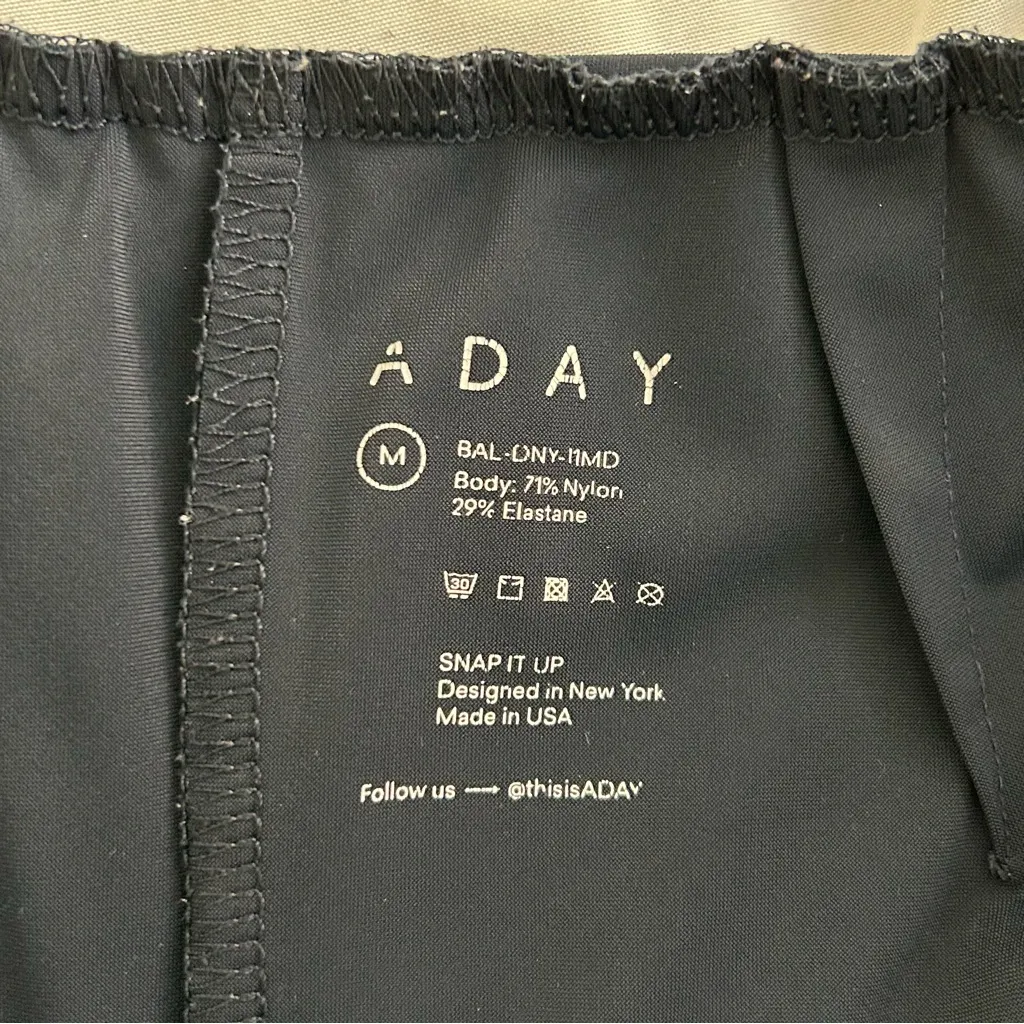 ADAY
M
BAL-DNY-11MD
Body: 71% Nylon
29% Elastane
30
SNAP IT UP
Designed in New York
Made in USA
Follow us → @thisisADAY